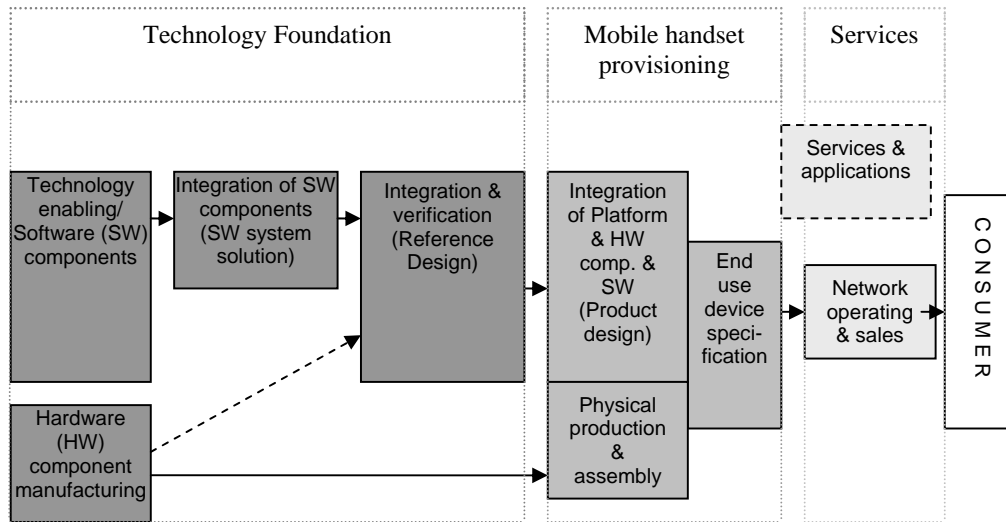 Technology Foundation
Mobile handset
provisioning
Services
Services &
applications
Technology
enabling/
Software (SW)
components
Integration of SW
components
(SW system
solution)
Integration &
verification
(Reference
Design)
Integration
of Platform
& HW
comp. &
SW
(Product
design)
End
use
device
speci-
fication
Network
operating
& sales
CONSUMER
Hardware
(HW)
component
manufacturing
Physical
production
&
assembly